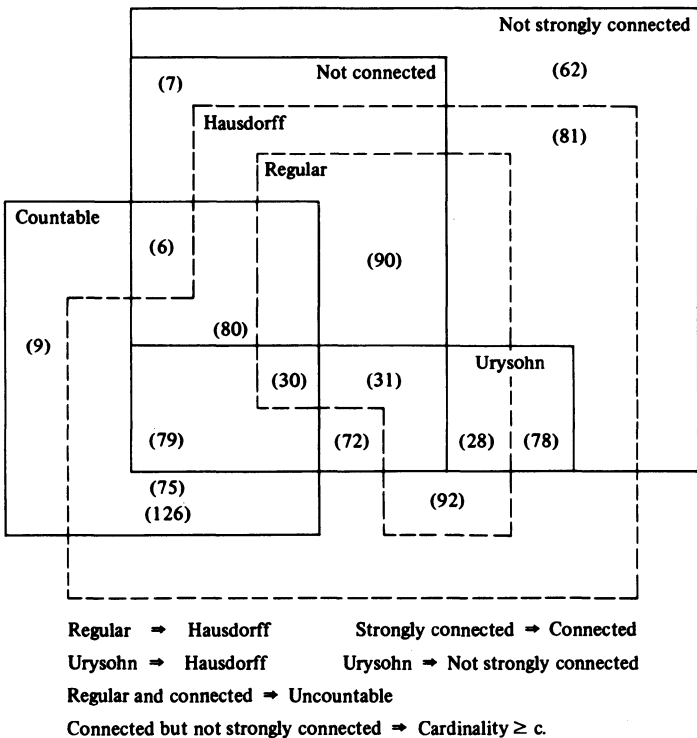 Not strongly connected
(7) Not connected (62)
Hausdorff (81)
Regular
Countable
(6)
(90)
(9) (80)
Urysohn
(30) (31)
(79) (72) (28) (78)
(75)
(126) (92)
Regular ⇒ Hausdorff Strongly connected ⇒ Connected
Urysohn ⇒ Hausdorff Urysohn ⇒ Not strongly connected
Regular and connected ⇒ Uncountable
Connected but not strongly connected ⇒ Cardinality ≥ c.